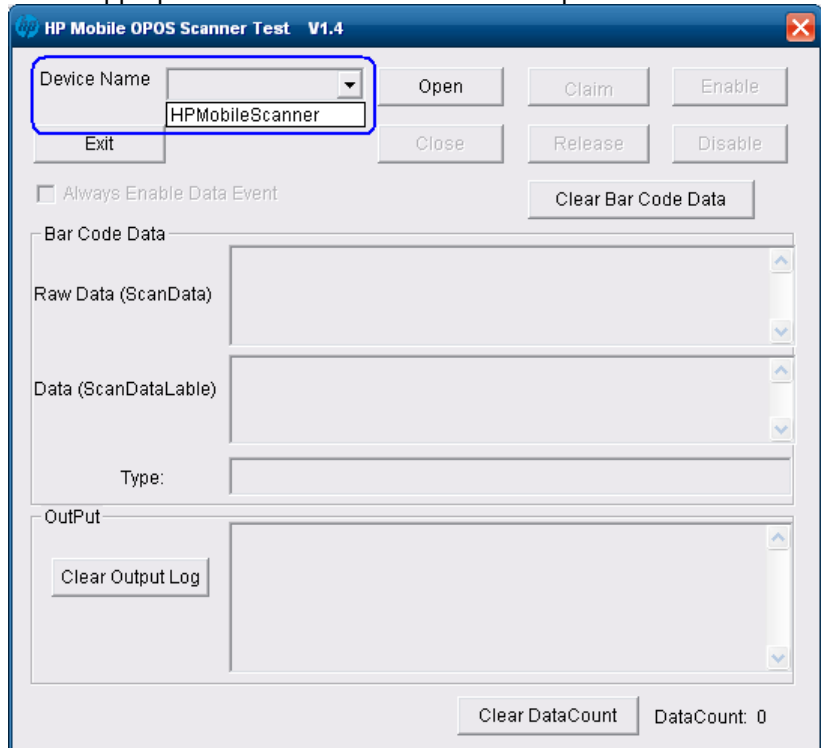 HP Mobile OPOS Scanner Test V1.4
Device Name
HPMobileScanner
Open
Claim
Enable
Exit
Close
Release
Disable
Always Enable Data Event
Clear Bar Code Data
Bar Code Data
Raw Data (ScanData)
Data (ScanDataLable)
Type:
OutPut
Clear Output Log
Clear DataCount
DataCount: 0